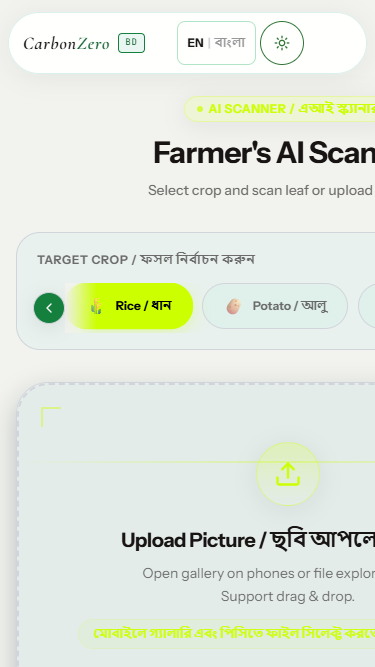 CarbonZero BD EN | বাংলা
AI SCANNER / এআই স্ক্যানার
Farmer's AI Scan
Select crop and scan leaf or upload
TARGET CROP / ফসল নির্বাচন করুন
Rice / ধান Potato / আলু
Upload Picture / ছবি আপলো
Open gallery on phones or file explor
Support drag & drop.
মোবাইলে গ্যালারি এবং পিসিতে ফাইল সিলেক্ট করতে